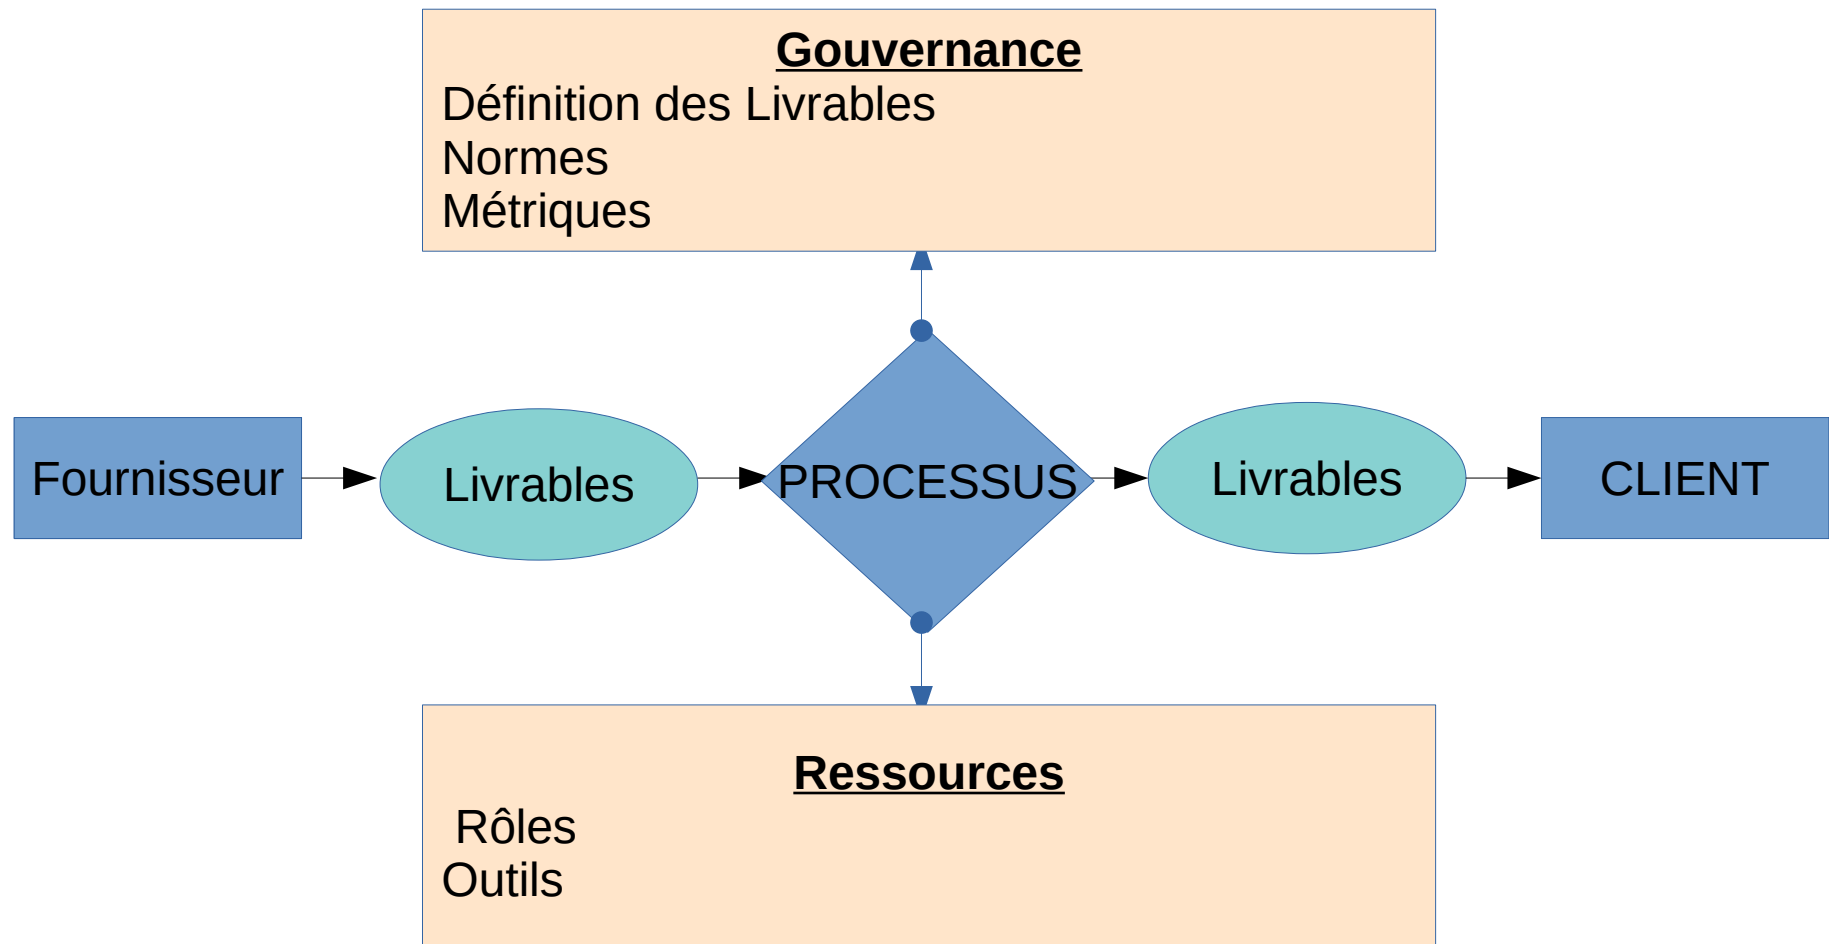 Gouvernance
Définition des Livrables
Normes
Métriques
Fournisseur
Livrables
PROCESSUS
Livrables
CLIENT
Ressources
Rôles
Outils